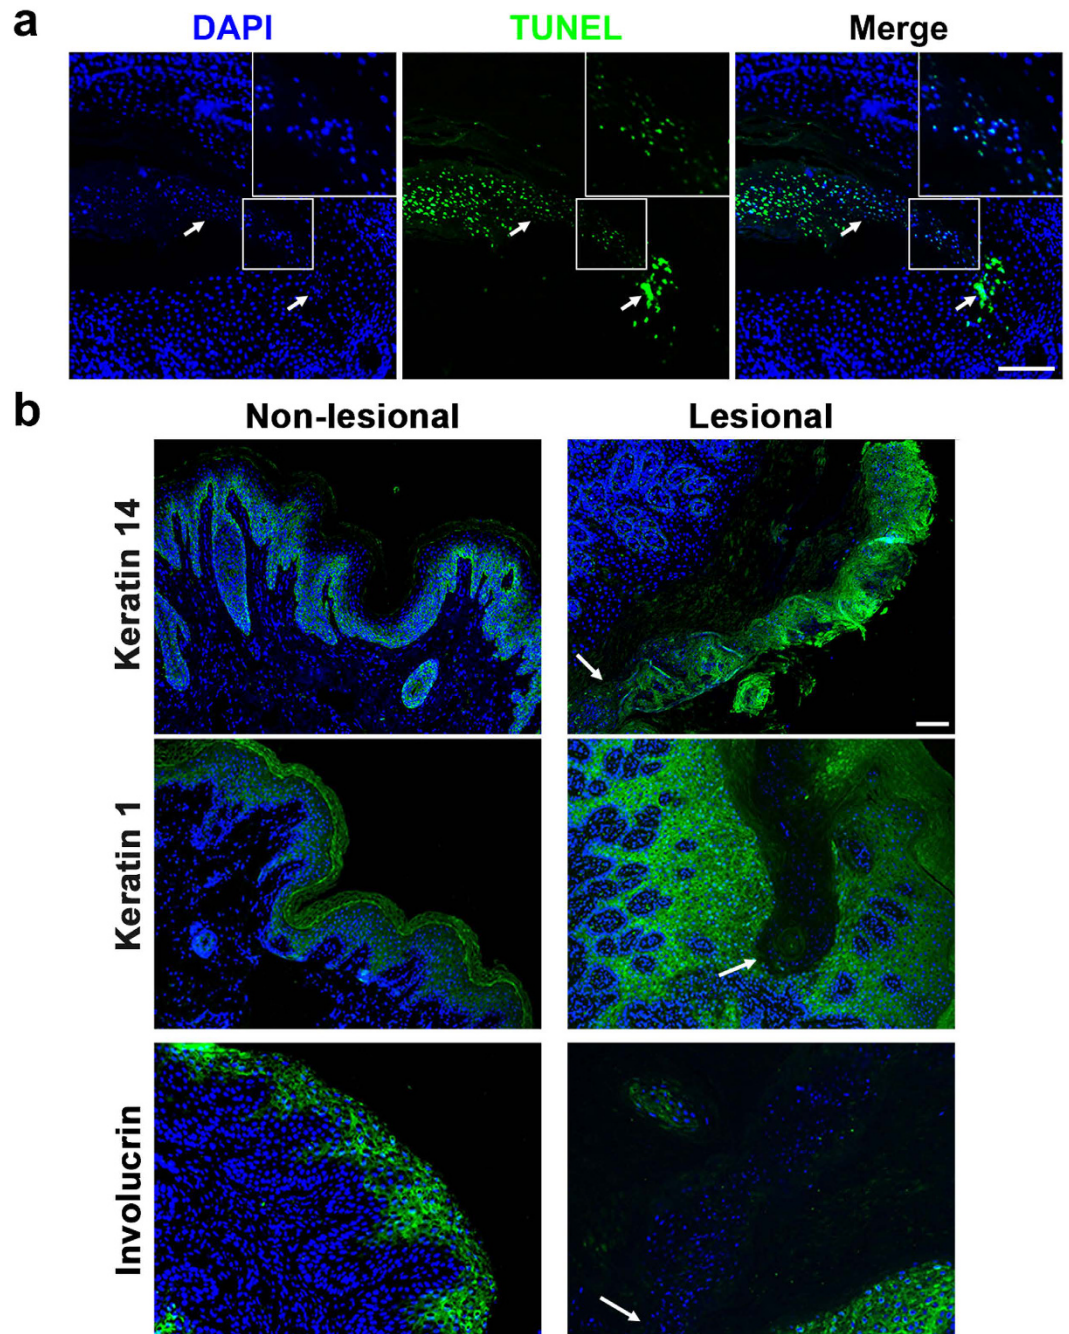 a
DAPI
TUNEL
Merge
b
Non-lesional
Lesional
Keratin 14
Keratin 1
Involucrin